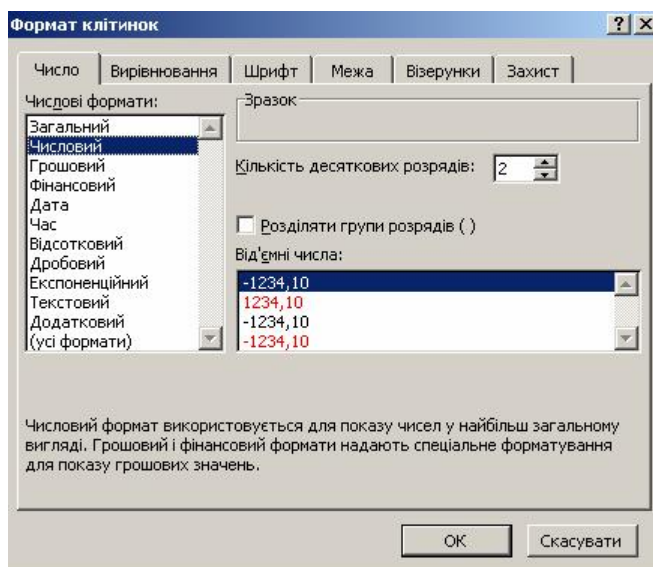 Формат клітинок
Число Вирівнювання Шрифт Межа Візерунки Захист
Числові формати:
Загальний
Числовий
Грошовий
Фінансовий
Дата
Час
Відсотковий
Дробовий
Експоненційний
Текстовий
Додатковий
(усі формати)
Зразок
Кількість десяткових розрядів: 2
Розділяти групи розрядів ( )
Від'ємні числа:
-1234,10
1234,10
-1234,10
-1234,10
Числовий формат використовується для показу чисел у найбільш загальному
вигляді. Грошовий і фінансовий формати надають спеціальне форматування
для показу грошових значень.
ОК Скасувати